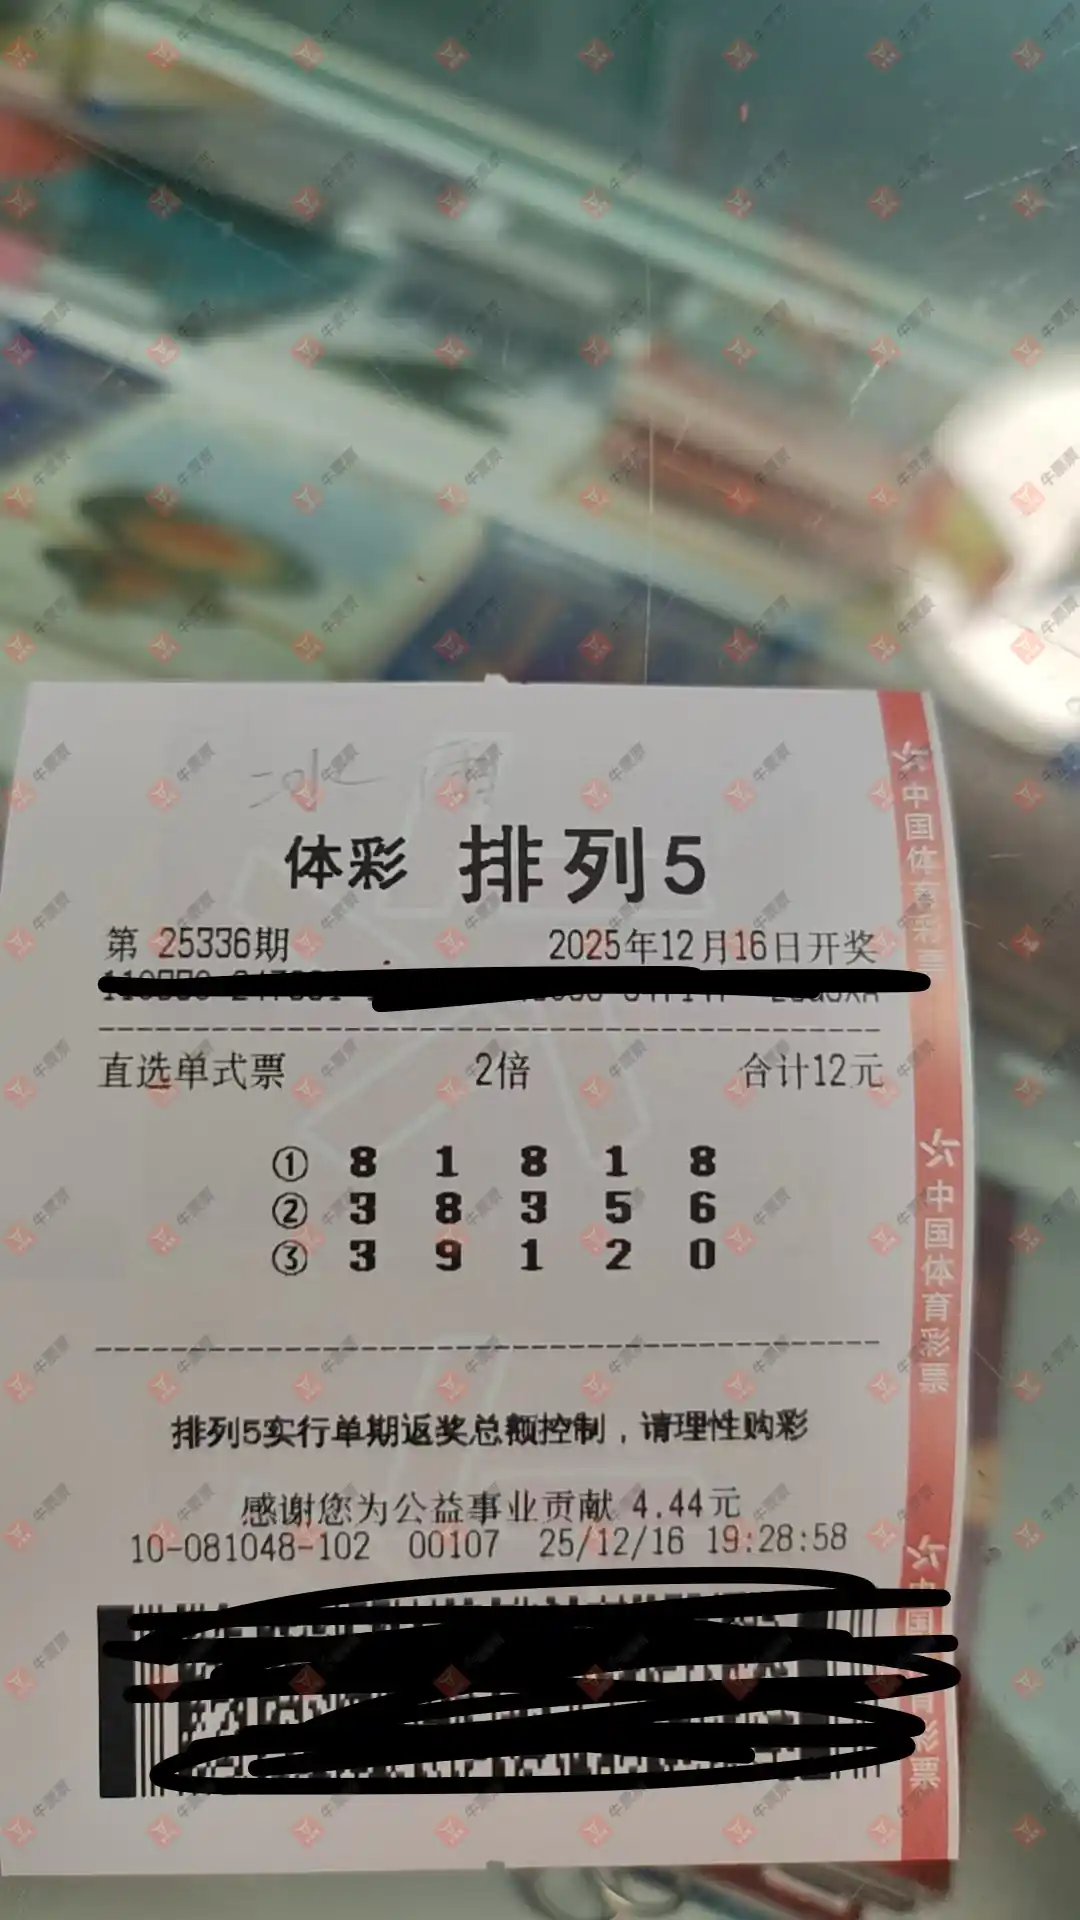 体彩 排列5
第 25336期 2025年12月16日开奖
直选单式票 2倍 合计12元
① 8 1 8 1 8
② 3 8 3 5 6
③ 3 9 1 2 0
排列5实行单期返奖总额控制，请理性购彩
感谢您为公益事业贡献 4.44元
10-081048-102 00107 25/12/16 19:28:58
中国体育彩票
中国体育彩票
牛票票